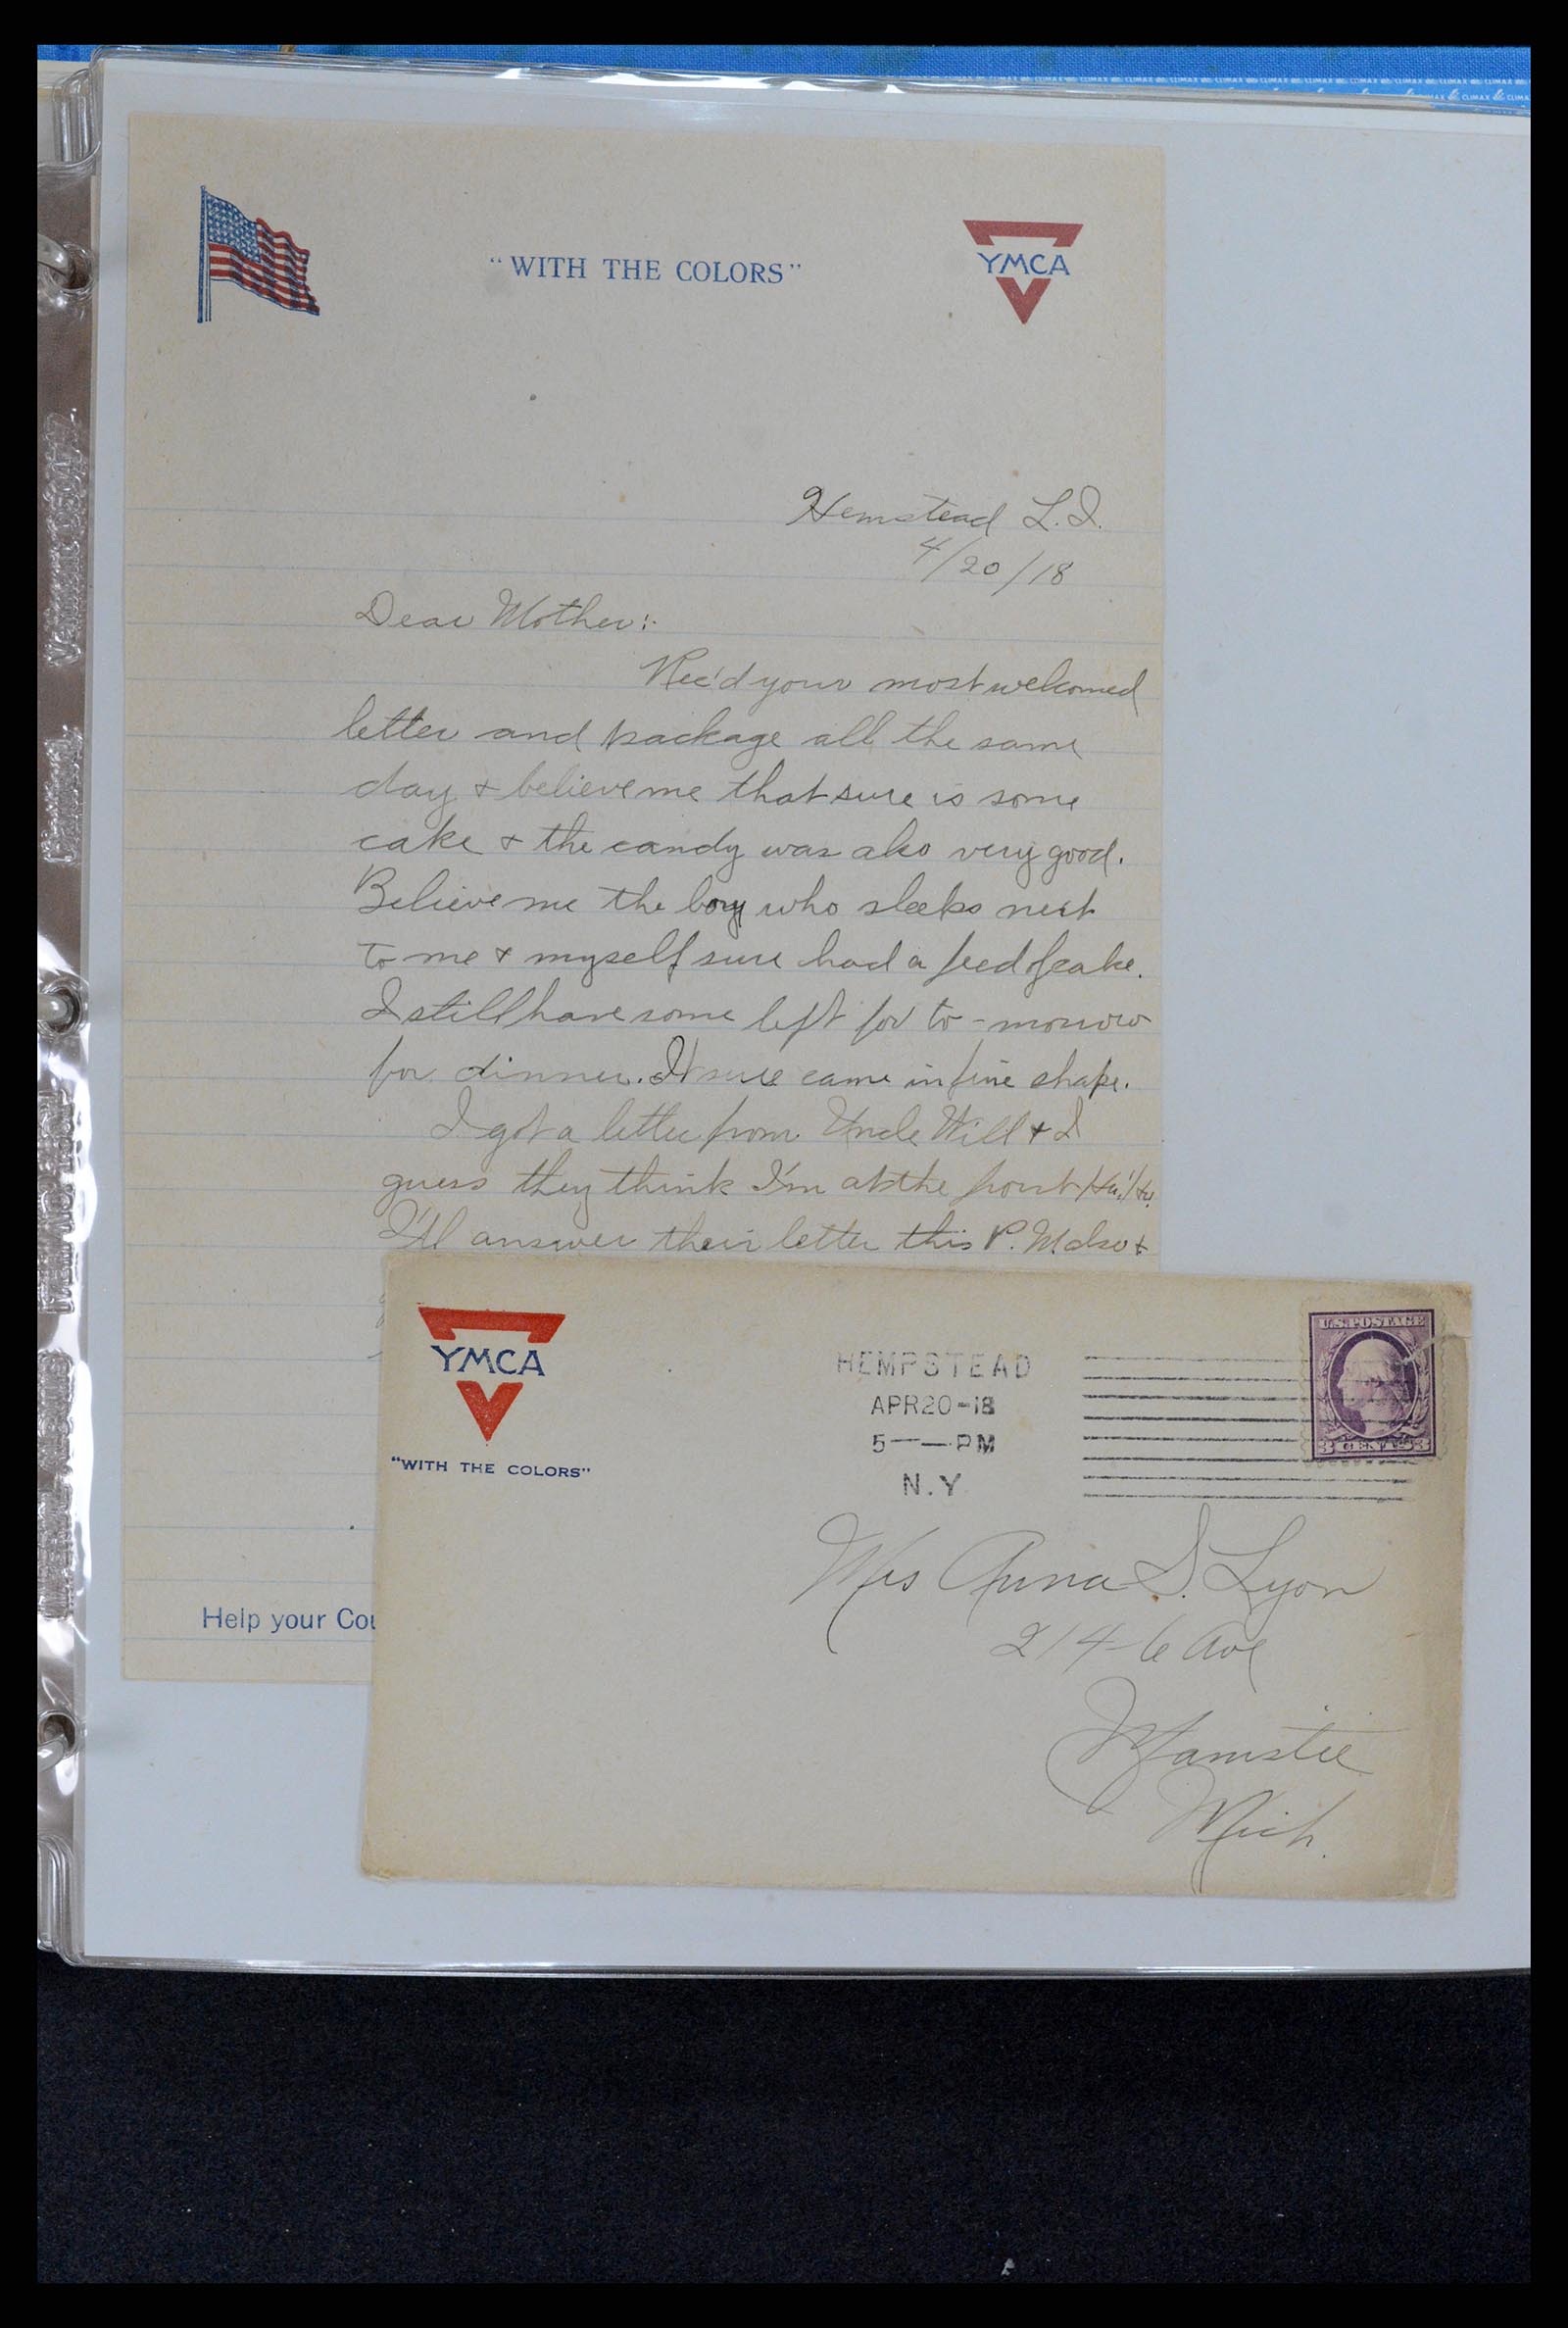 "WITH THE COLORS"
YMCA
Hemstead L.I.
4/20/18
Dear Mother:-
Rec'd your most welcomed
letter and package all the same
day + believe me that sure is some
cake + the candy was also very good.
Believe me the boy who sleeps next
to me + myself sure had a feed of cake.
I still have some left for to-morrow
for dinner. It sure came in fine shape.
I got a letter from Uncle Will + I
guess they think I'm at the front
I'll answer their letter this P.M also +
Help your Cou
YMCA
"WITH THE COLORS"
HEMPSTEAD
APR20-18
5——PM
N.Y
U.S. POSTAGE
3 CENTS 3
Mrs Anna S. Lyon
214-6 Ave
Manistee
Mich.
CLIMAX CLIMAX CLIMAX